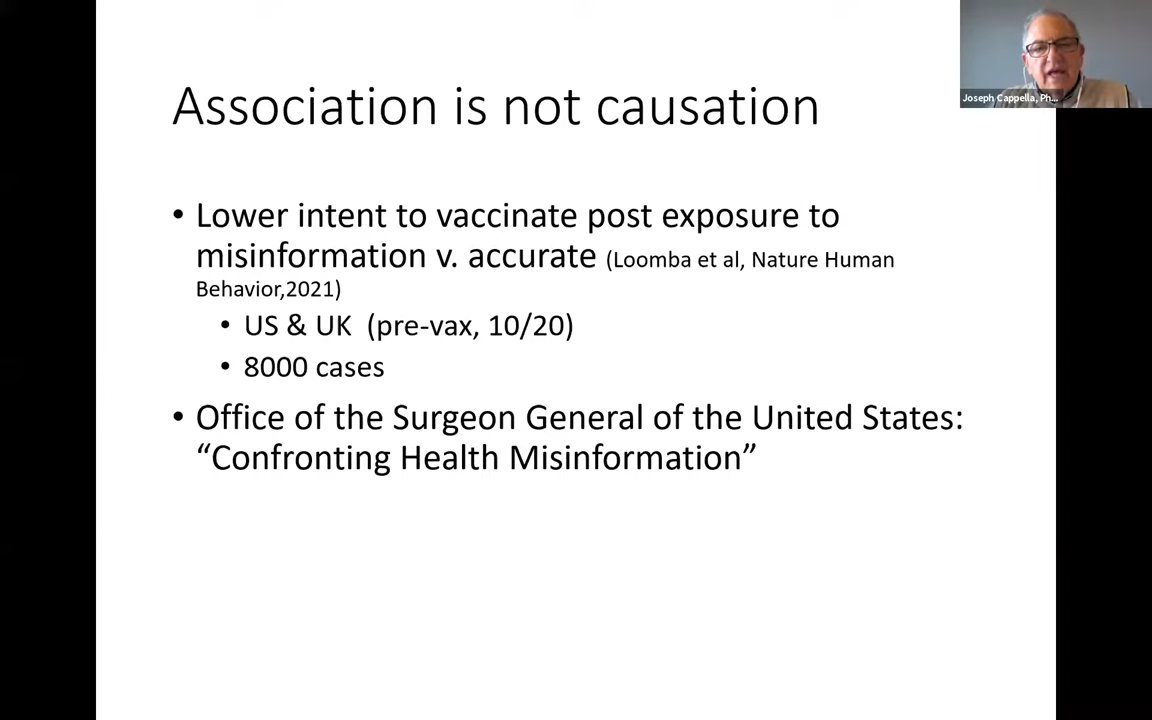 Joseph Cappella, Ph...
Association is not causation
• Lower intent to vaccinate post exposure to
misinformation v. accurate (Loomba et al, Nature Human
Behavior,2021)
• US & UK (pre-vax, 10/20)
• 8000 cases
• Office of the Surgeon General of the United States:
“Confronting Health Misinformation”